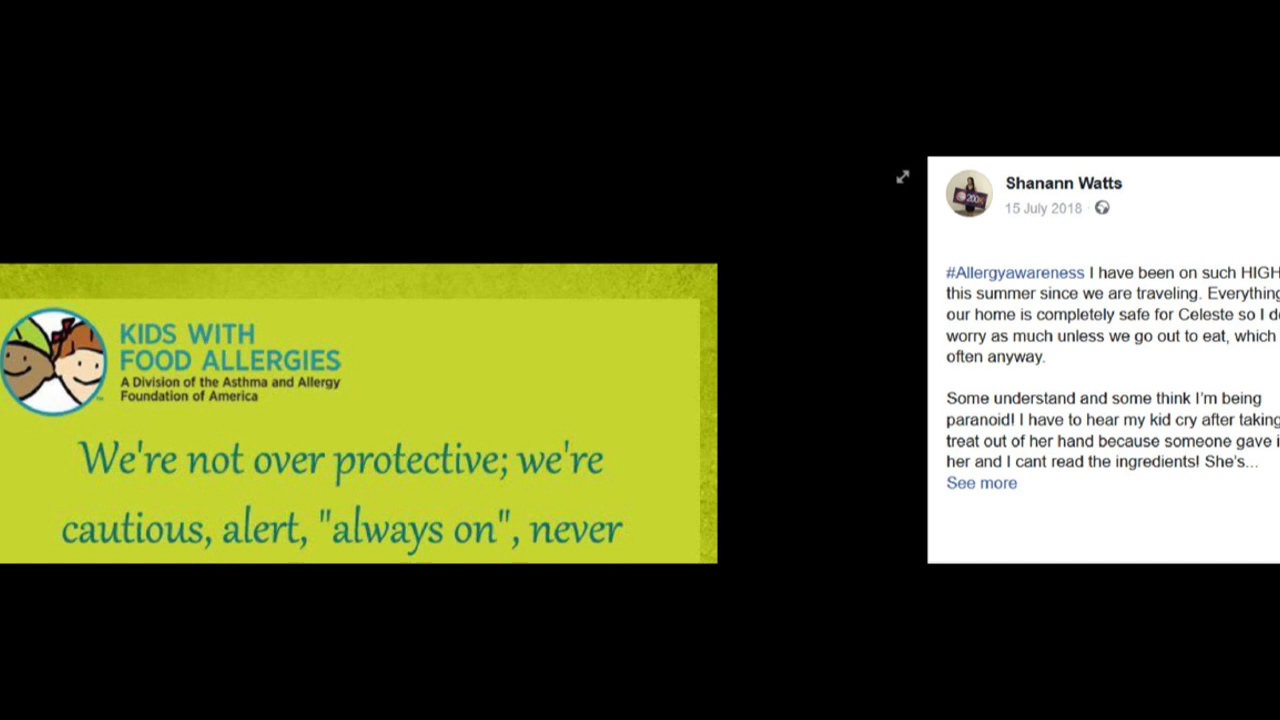 KIDS WITH
FOOD ALLERGIES
A Division of the Asthma and Allergy
Foundation of America
We're not over protective; we're
cautious, alert, "always on", never
Shanann Watts
15 July 2018 ·
#Allergyawareness I have been on such HIGH
this summer since we are traveling. Everything
our home is completely safe for Celeste so I
worry as much unless we go out to eat, which
often anyway.
Some understand and some think I'm being
paranoid! I have to hear my kid cry after taking
treat out of her hand because someone gave
her and I cant read the ingredients! She's...
See more